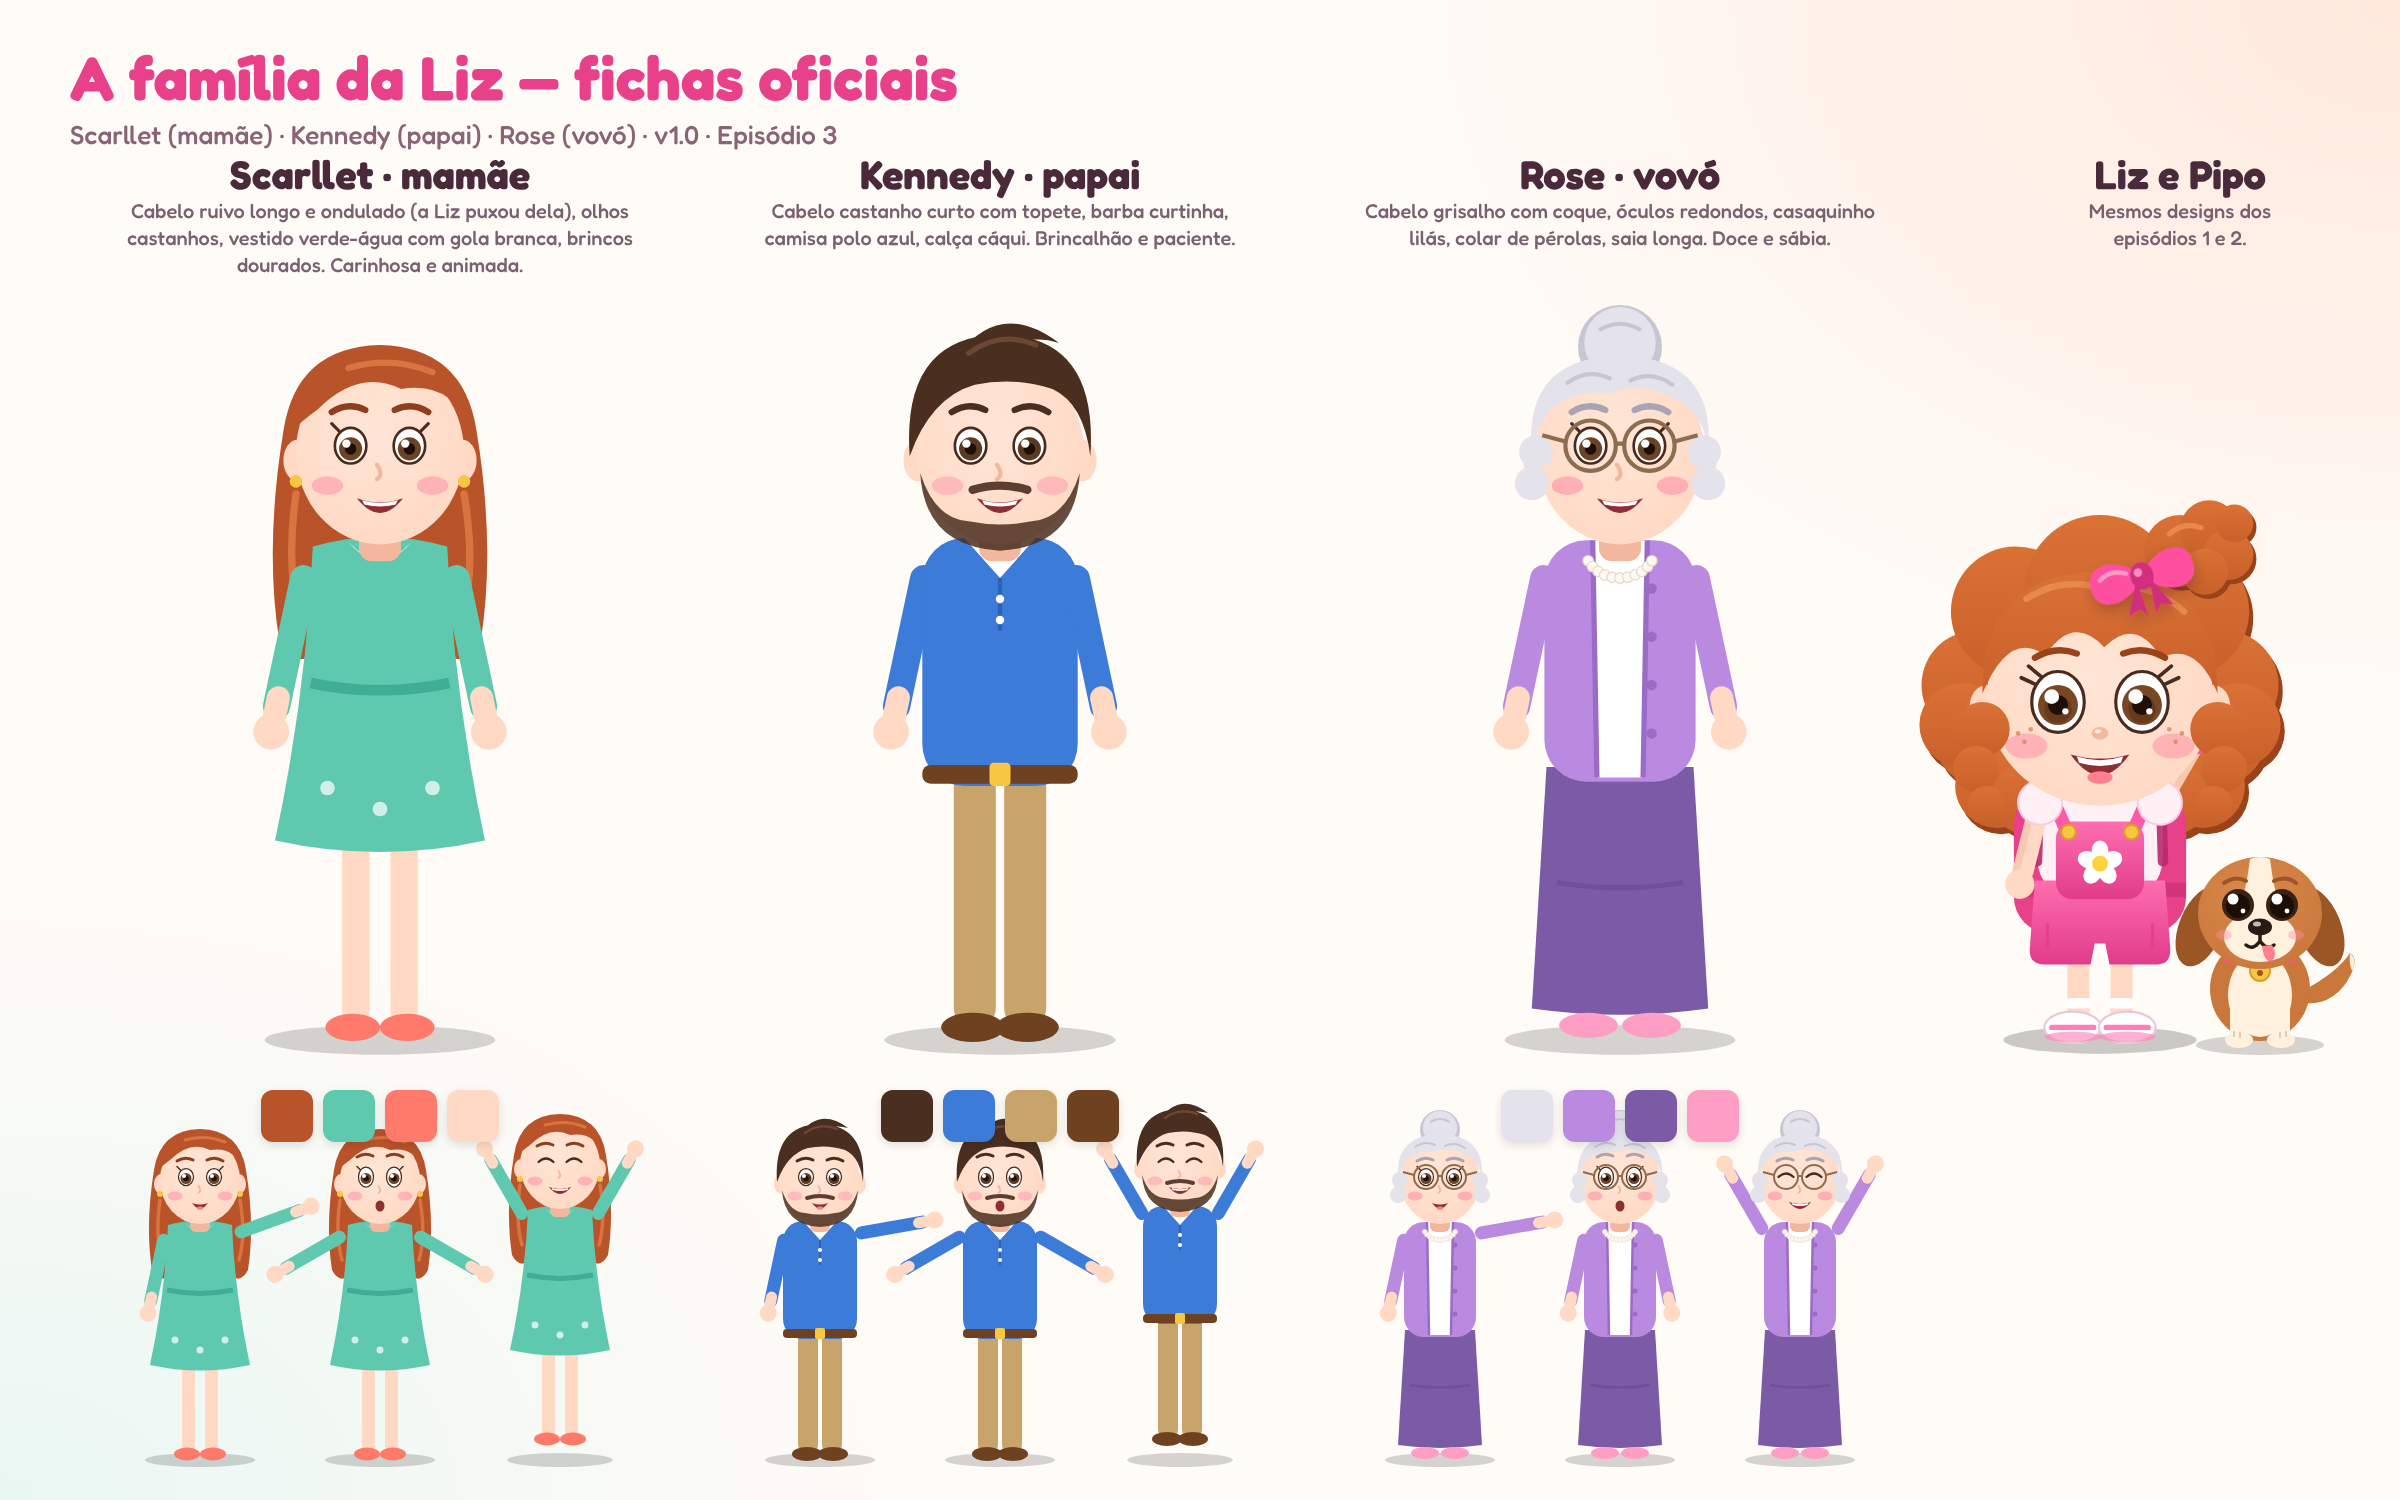 A família da Liz – fichas oficiais
Scarllet (mamãe) · Kennedy (papai) · Rose (vovó) · v1.0 · Episódio 3
Scarllet · mamãe
Cabelo ruivo longo e ondulado (a Liz puxou dela), olhos
castanhos, vestido verde-água com gola branca, brincos
dourados. Carinhosa e animada.
Kennedy · papai
Cabelo castanho curto com topete, barba curtinha,
camisa polo azul, calça cáqui. Brincalhão e paciente.
Rose · vovó
Cabelo grisalho com coque, óculos redondos, casaquinho
lilás, colar de pérolas, saia longa. Doce e sábia.
Liz e Pipo
Mesmos designs dos
episódios 1 e 2.